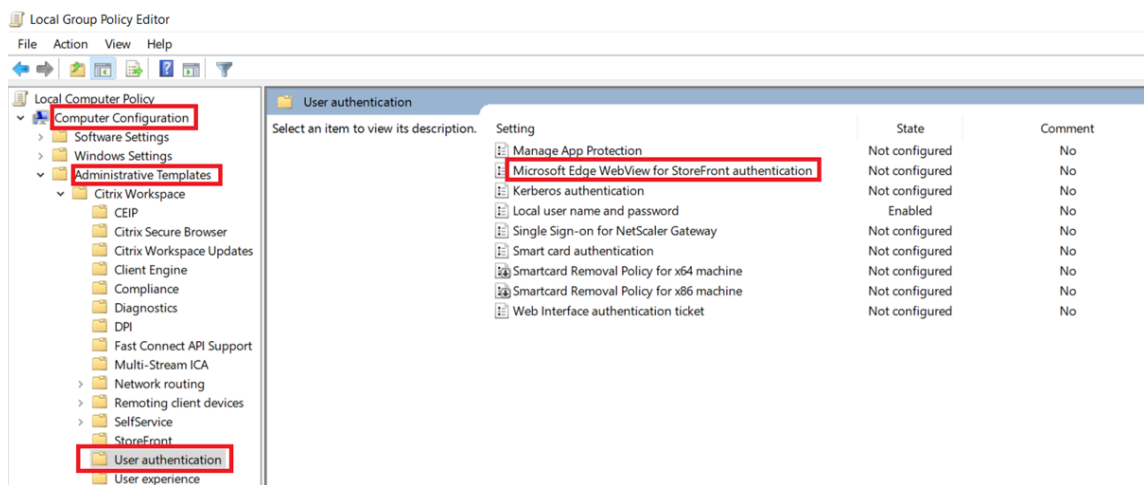 Local Group Policy Editor
File Action View Help
Local Computer Policy
Computer Configuration
Software Settings
Windows Settings
Administrative Templates
Citrix Workspace
CEIP
Citrix Secure Browser
Citrix Workspace Updates
Client Engine
Compliance
Diagnostics
DPI
Fast Connect API Support
Multi-Stream ICA
Network routing
Remoting client devices
SelfService
StoreFront
User authentication
User experience
User authentication
Select an item to view its description.
Setting State Comment
Manage App Protection Not configured No
Microsoft Edge WebView for StoreFront authentication Not configured No
Kerberos authentication Not configured No
Local user name and password Enabled No
Single Sign-on for NetScaler Gateway Not configured No
Smart card authentication Not configured No
Smartcard Removal Policy for x64 machine Not configured No
Smartcard Removal Policy for x86 machine Not configured No
Web Interface authentication ticket Not configured No